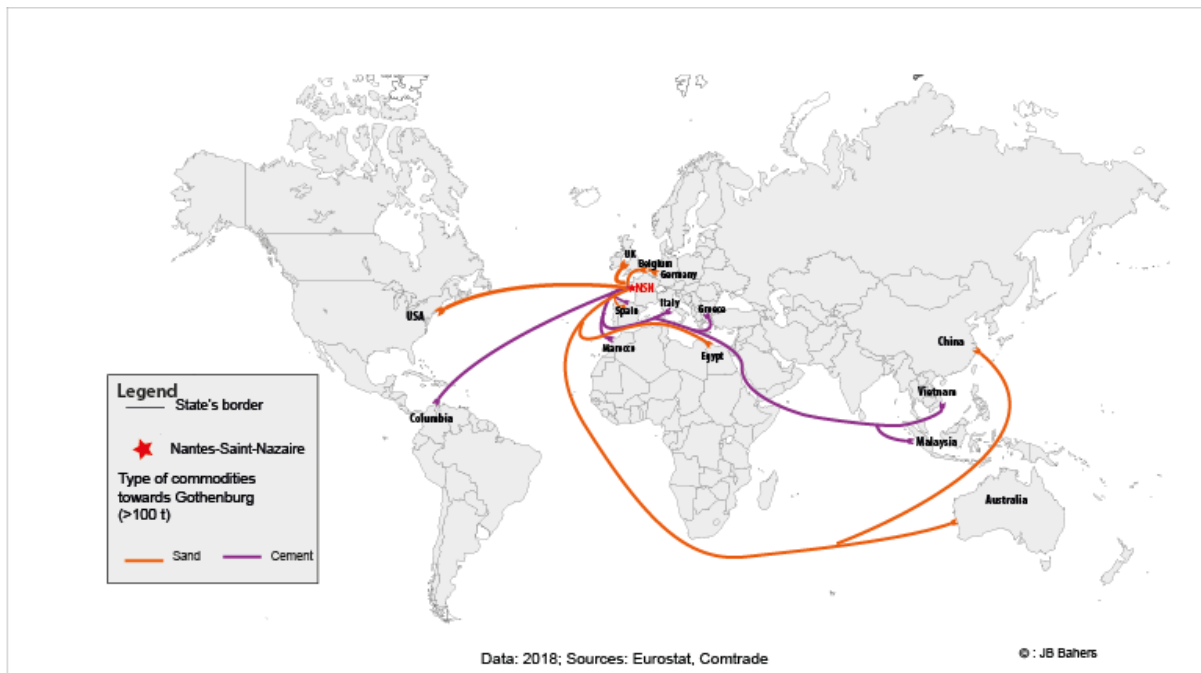 UK
Belgium
Germany
NSN
USA
Spain
Italy
Greece
Marocco
Egypt
China
Columbia
Vietnam
Malaysia
Australia
Legend
State's border
Nantes-Saint-Nazaire
Type of commodities
towards Gothenburg
(>100 t)
Sand
Cement
Data: 2018; Sources: Eurostat, Comtrade
© : JB Bahers